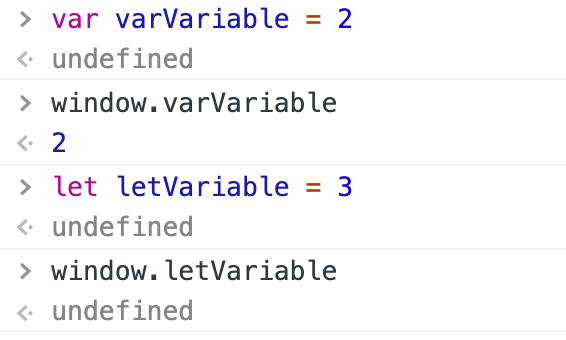 > var varVariable = 2
undefined
> window.varVariable
2
> let letVariable = 3
undefined
> window.letVariable
undefined